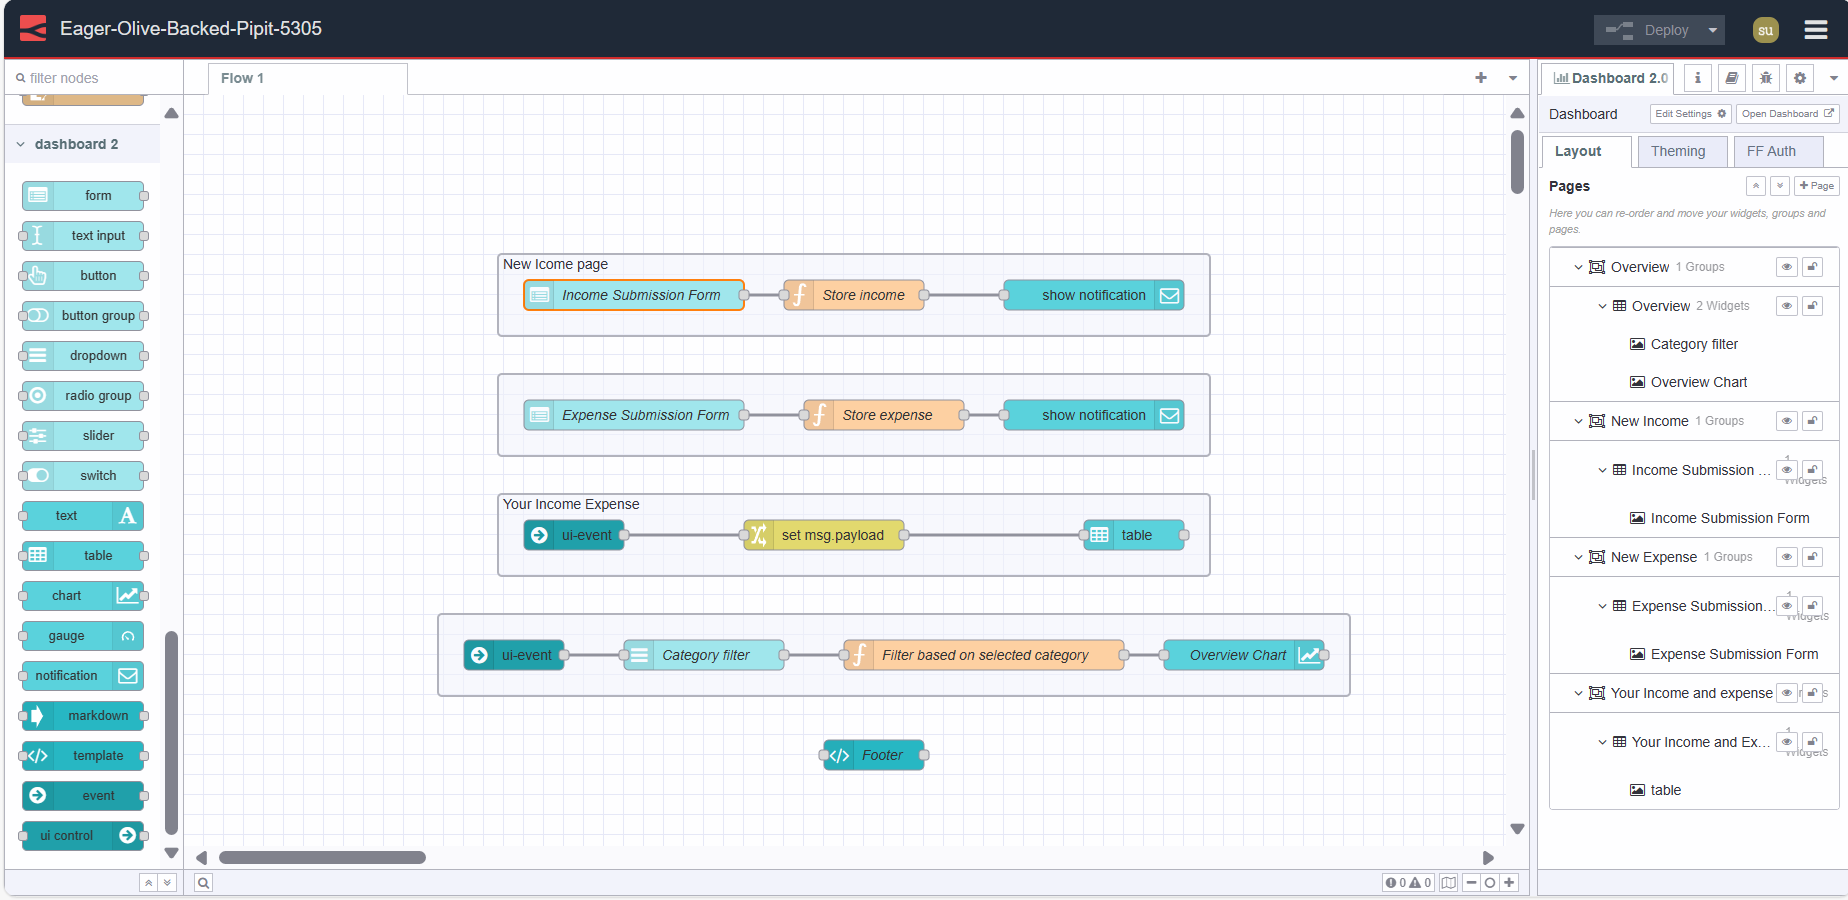 Eager-Olive-Backed-Pipit-5305
Deploy
su
filter nodes
dashboard 2
form
text input
button
button group
dropdown
radio group
slider
switch
text
table
chart
gauge
notification
markdown
template
event
ui control
Flow 1
New Icome page
Income Submission Form
Store income
show notification
Expense Submission Form
Store expense
show notification
Your Income Expense
ui-event
set msg.payload
table
ui-event
Category filter
Filter based on selected category
Overview Chart
Footer
0
0
Dashboard 2.0
Dashboard
Edit Settings
Open Dashboard
Layout
Theming
FF Auth
Pages
Page
Here you can re-order and move your widgets, groups and
pages.
Overview 1 Groups
Overview 2 Widgets
Category filter
Overview Chart
New Income 1 Groups
Income Submission ... 1 Widgets
Income Submission Form
New Expense 1 Groups
Expense Submission... 1 Widgets
Expense Submission Form
Your Income and expense
Your Income and Ex... 1 Widgets
table